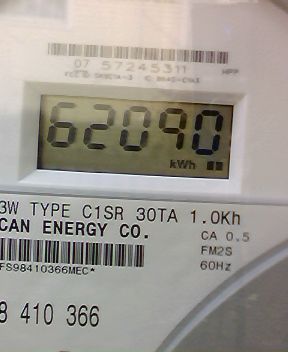 07 57245311
62090
kWh
3W TYPE C1SR 30TA 1.0Kh
CAN ENERGY CO.
CA 0.5
FM2S
60Hz
FS98410366MEC*
8 410 366